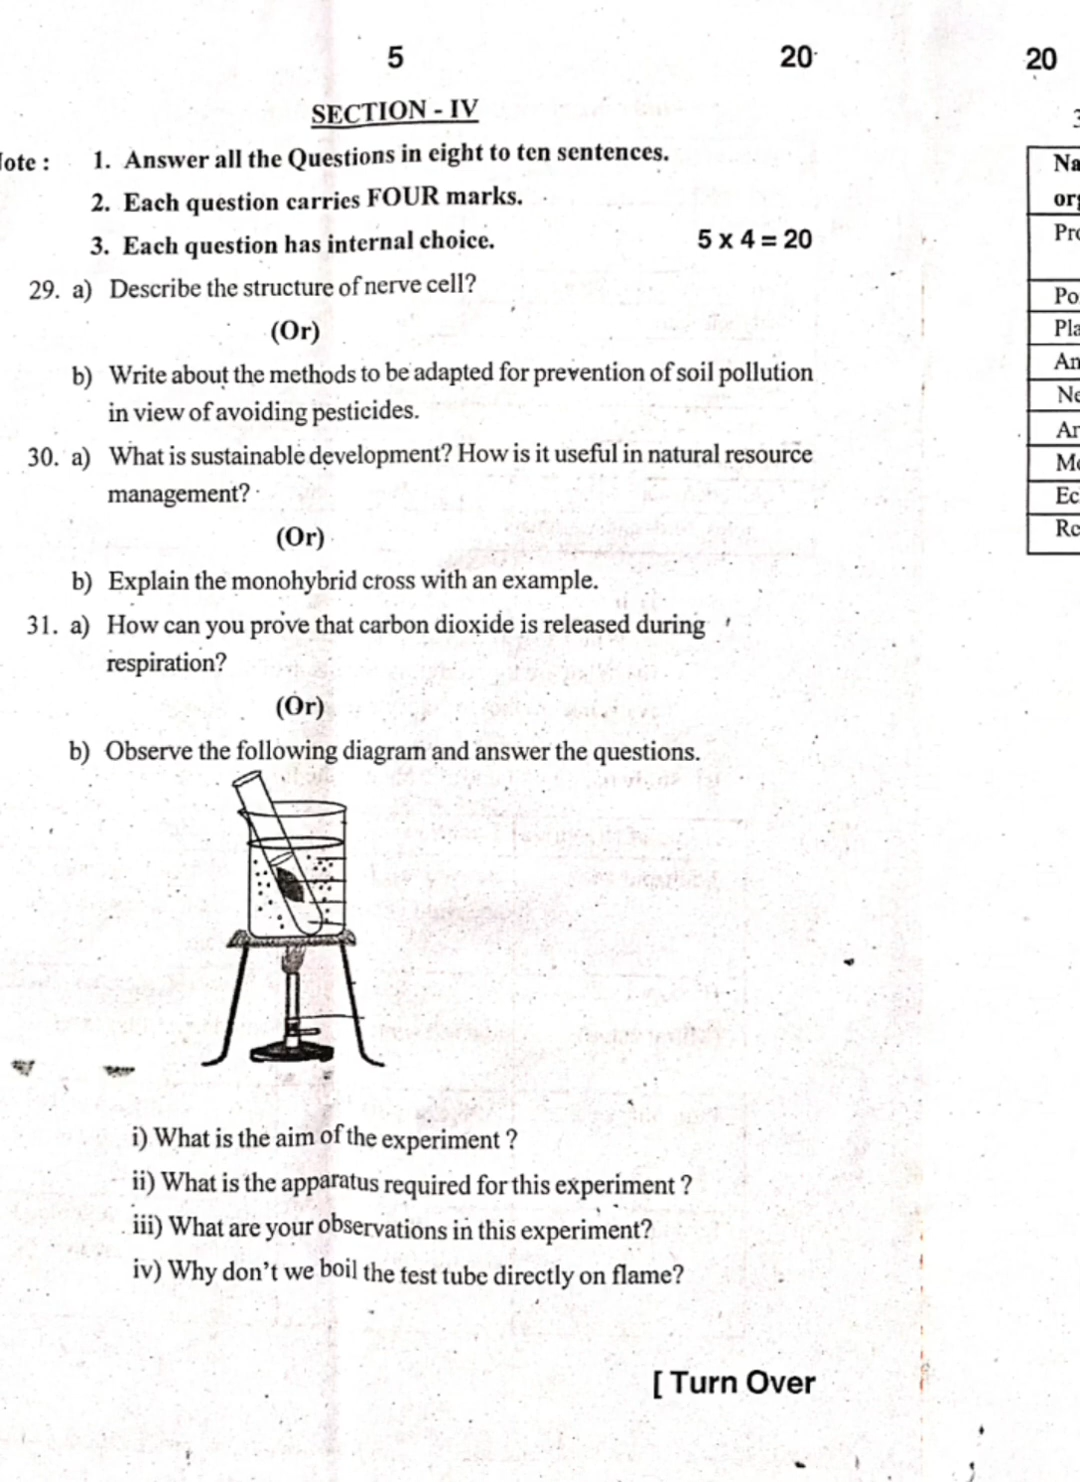 5 20 20
SECTION - IV
ote : 1. Answer all the Questions in eight to ten sentences.
2. Each question carries FOUR marks.
3. Each question has internal choice. 5 x 4 = 20
29. a) Describe the structure of nerve cell?
(Or)
b) Write about the methods to be adapted for prevention of soil pollution
in view of avoiding pesticides.
30. a) What is sustainable development? How is it useful in natural resource
management?
(Or)
b) Explain the monohybrid cross with an example.
31. a) How can you prove that carbon dioxide is released during
respiration?
(Or)
b) Observe the following diagram and answer the questions.
i) What is the aim of the experiment ?
ii) What is the apparatus required for this experiment ?
iii) What are your observations in this experiment?
iv) Why don't we boil the test tube directly on flame?
[ Turn Over
Na
Po
Pla
An
Ec